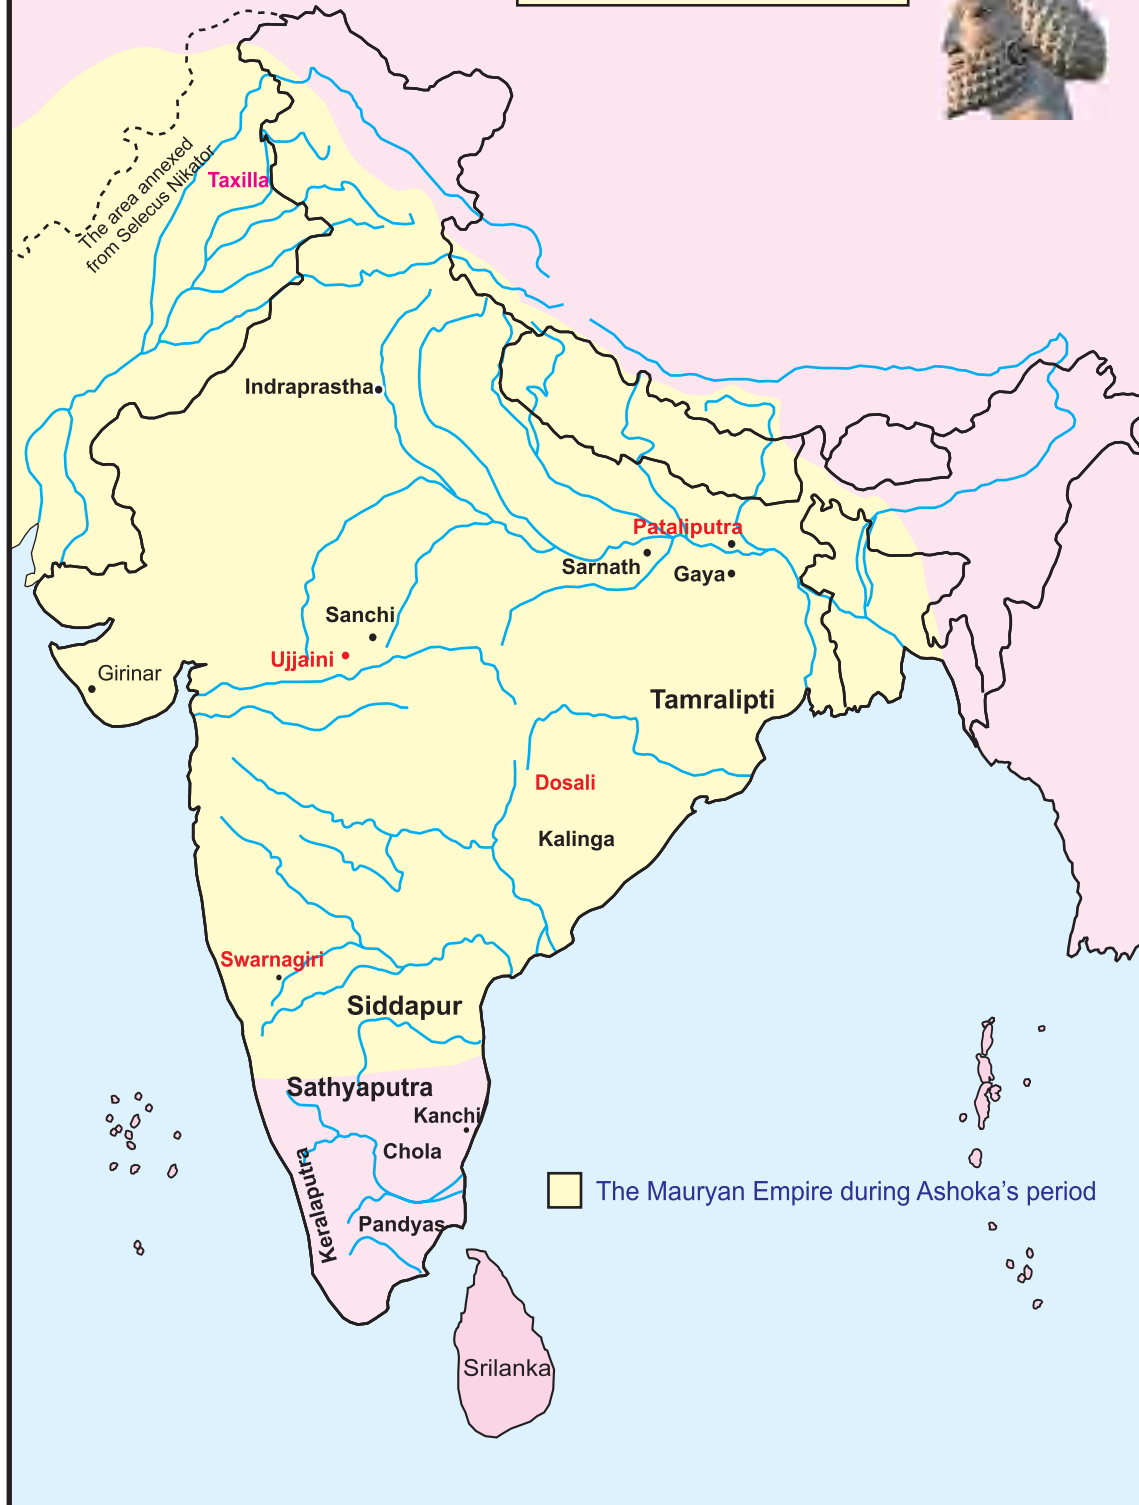 The area annexed
from Selecus Nikator
Taxilla
Indraprastha
Pataliputra
Sarnath
Gaya
Sanchi
Ujjaini
Girinar
Tamralipti
Dosali
Kalinga
Swarnagiri
Siddapur
Sathyaputra
Kanchi
Chola
Keralaputra
The Mauryan Empire during Ashoka’s period
Pandyas
Srilanka